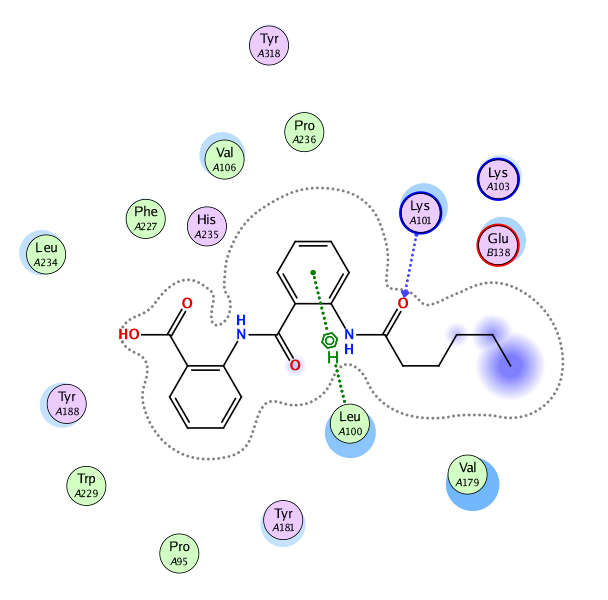 Tyr
A318
Pro
A236
Val
A106
Lys
A103
Lys
A101
Phe
A227
His
A235
Glu
B138
Leu
A234
O
O
HO
H
N
O
N
H
H
Tyr
A188
Leu
A100
Trp
A229
Val
A179
Tyr
A181
Pro
A95